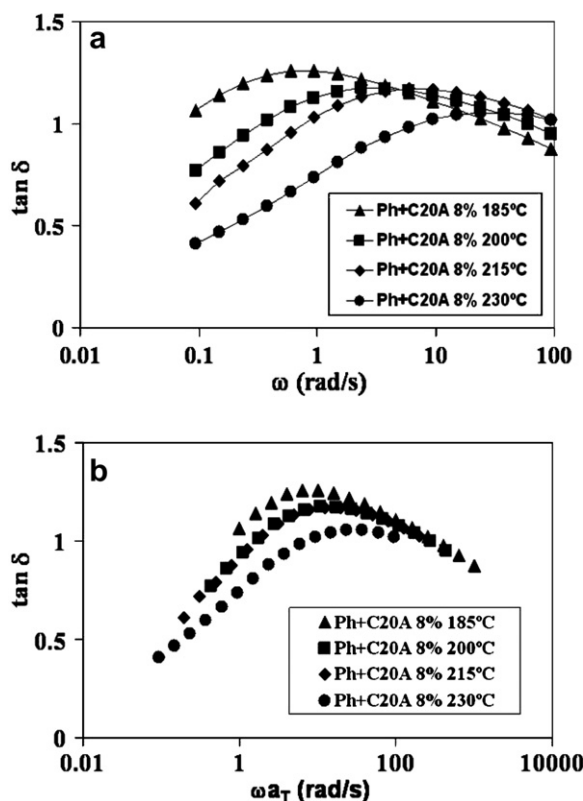 a
1.5
1
0.5
0
tan δ
0.01 0.1 1 10 100
ω (rad/s)
Ph+C20A 8% 185ºC
Ph+C20A 8% 200ºC
Ph+C20A 8% 215ºC
Ph+C20A 8% 230ºC
b
1.5
1
0.5
0
tan δ
0.01 1 100 10000
ωaT (rad/s)
Ph+C20A 8% 185ºC
Ph+C20A 8% 200ºC
Ph+C20A 8% 215ºC
Ph+C20A 8% 230ºC